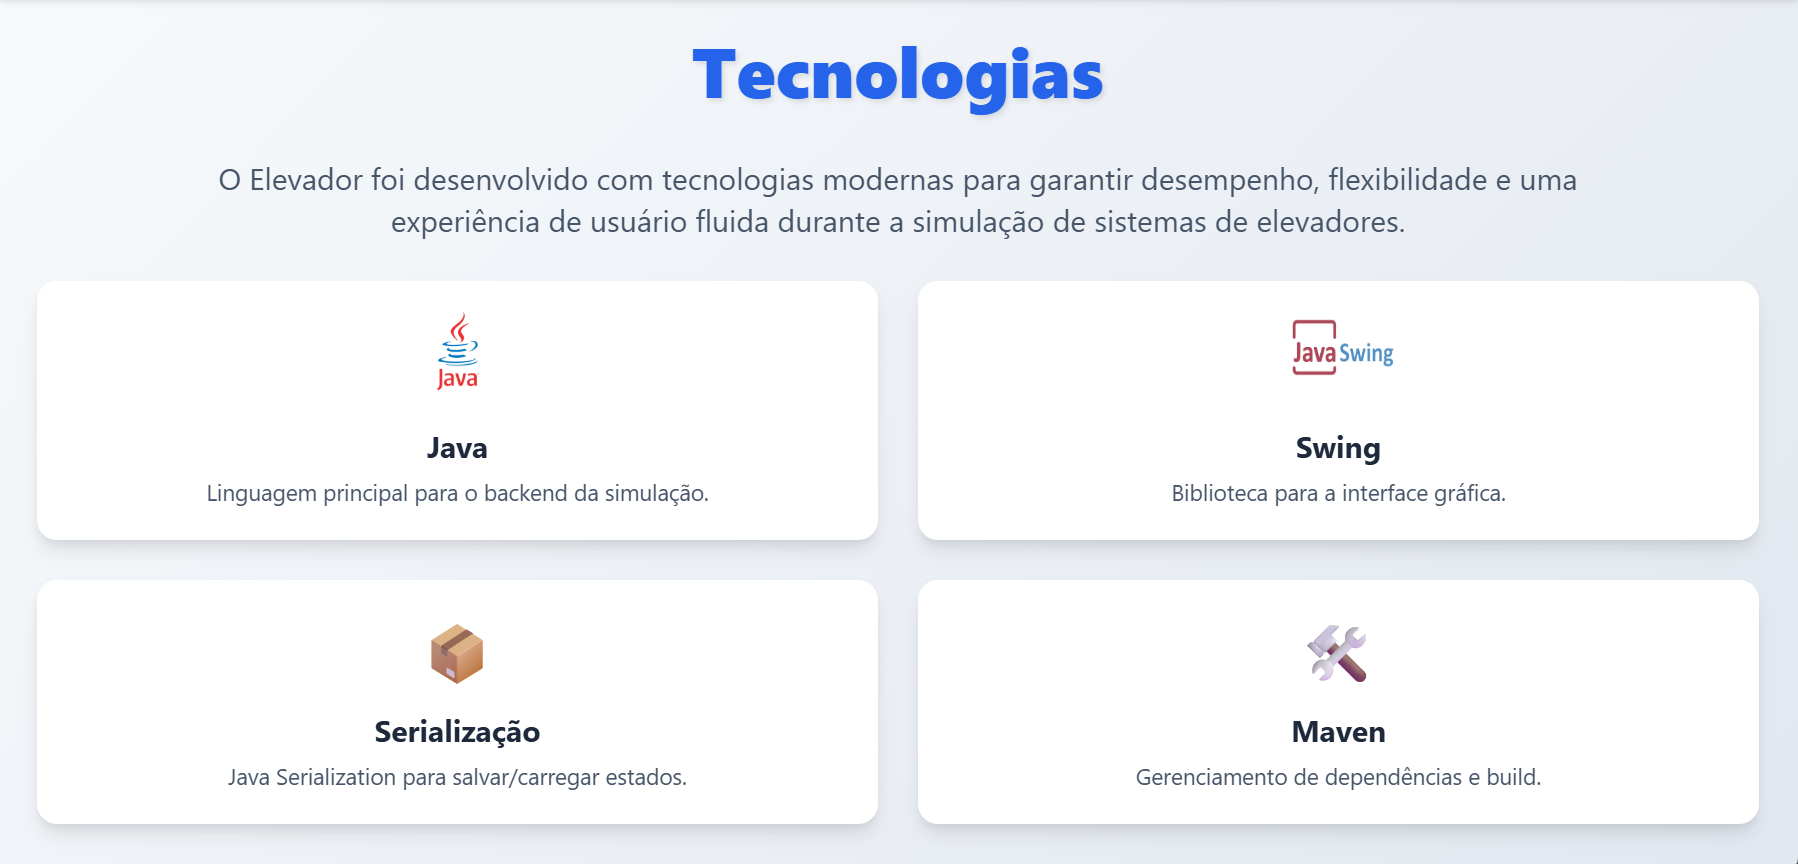 Tecnologias
O Elevador foi desenvolvido com tecnologias modernas para garantir desempenho, flexibilidade e uma
experiência de usuário fluida durante a simulação de sistemas de elevadores.
Java
Java
Linguagem principal para o backend da simulação.
Java Swing
Swing
Biblioteca para a interface gráfica.
Serialização
Java Serialization para salvar/carregar estados.
Maven
Gerenciamento de dependências e build.